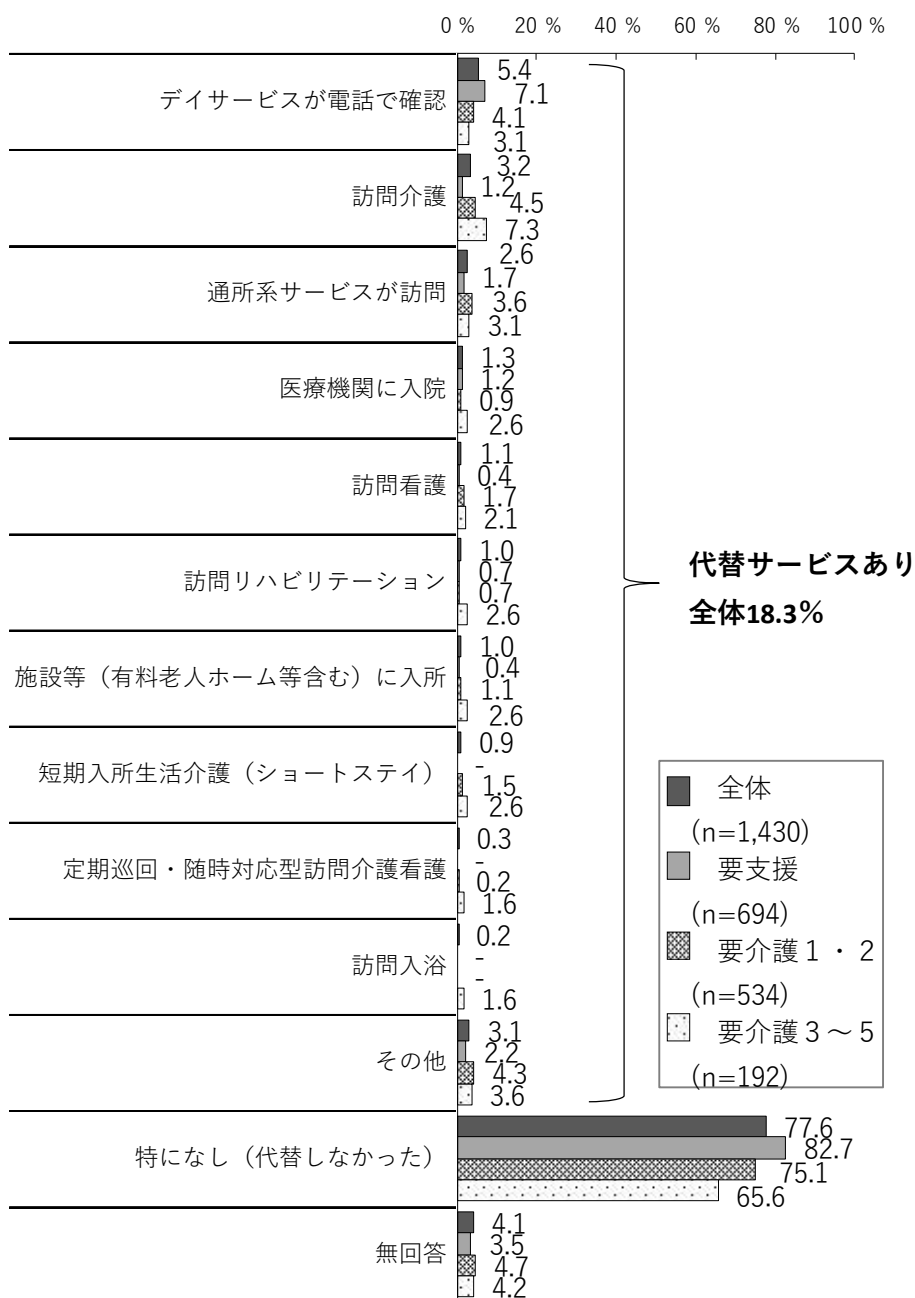 0 % 20 % 40 % 60 % 80 % 100 %
デイサービスが電話で確認
5.4
7.1
4.1
3.1
訪問介護
3.2
1.2
4.5
7.3
通所系サービスが訪問
2.6
1.7
3.6
3.1
医療機関に入院
1.3
1.2
0.9
2.6
訪問看護
1.1
0.4
1.7
2.1
訪問リハビリテーション
1.0
0.7
0.7
2.6
施設等（有料老人ホーム等含む）に入所
1.0
0.4
1.1
2.6
短期入所生活介護（ショートステイ）
0.9
-
1.5
2.6
定期巡回・随時対応型訪問介護看護
0.3
-
0.2
1.6
訪問入浴
0.2
-
-
1.6
その他
3.1
2.2
4.3
3.6
特になし（代替しなかった）
77.6
82.7
75.1
65.6
無回答
4.1
3.5
4.7
4.2
代替サービスあり
全体18.3％
全体
(n=1,430)
要支援
(n=694)
要介護１・２
(n=534)
要介護３～５
(n=192)